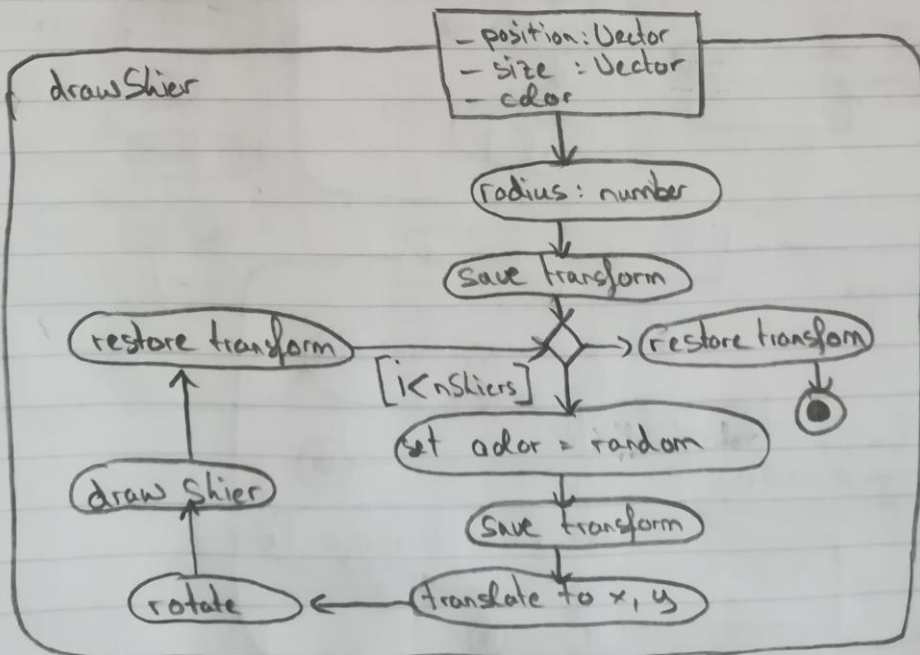 - position: Vector
- size : Vector
- color
drawShier
radius: number
save transform
restore transform
restore transform
[i<nShiers]
set color = random
save transform
draw Shier
translate to x, y
rotate